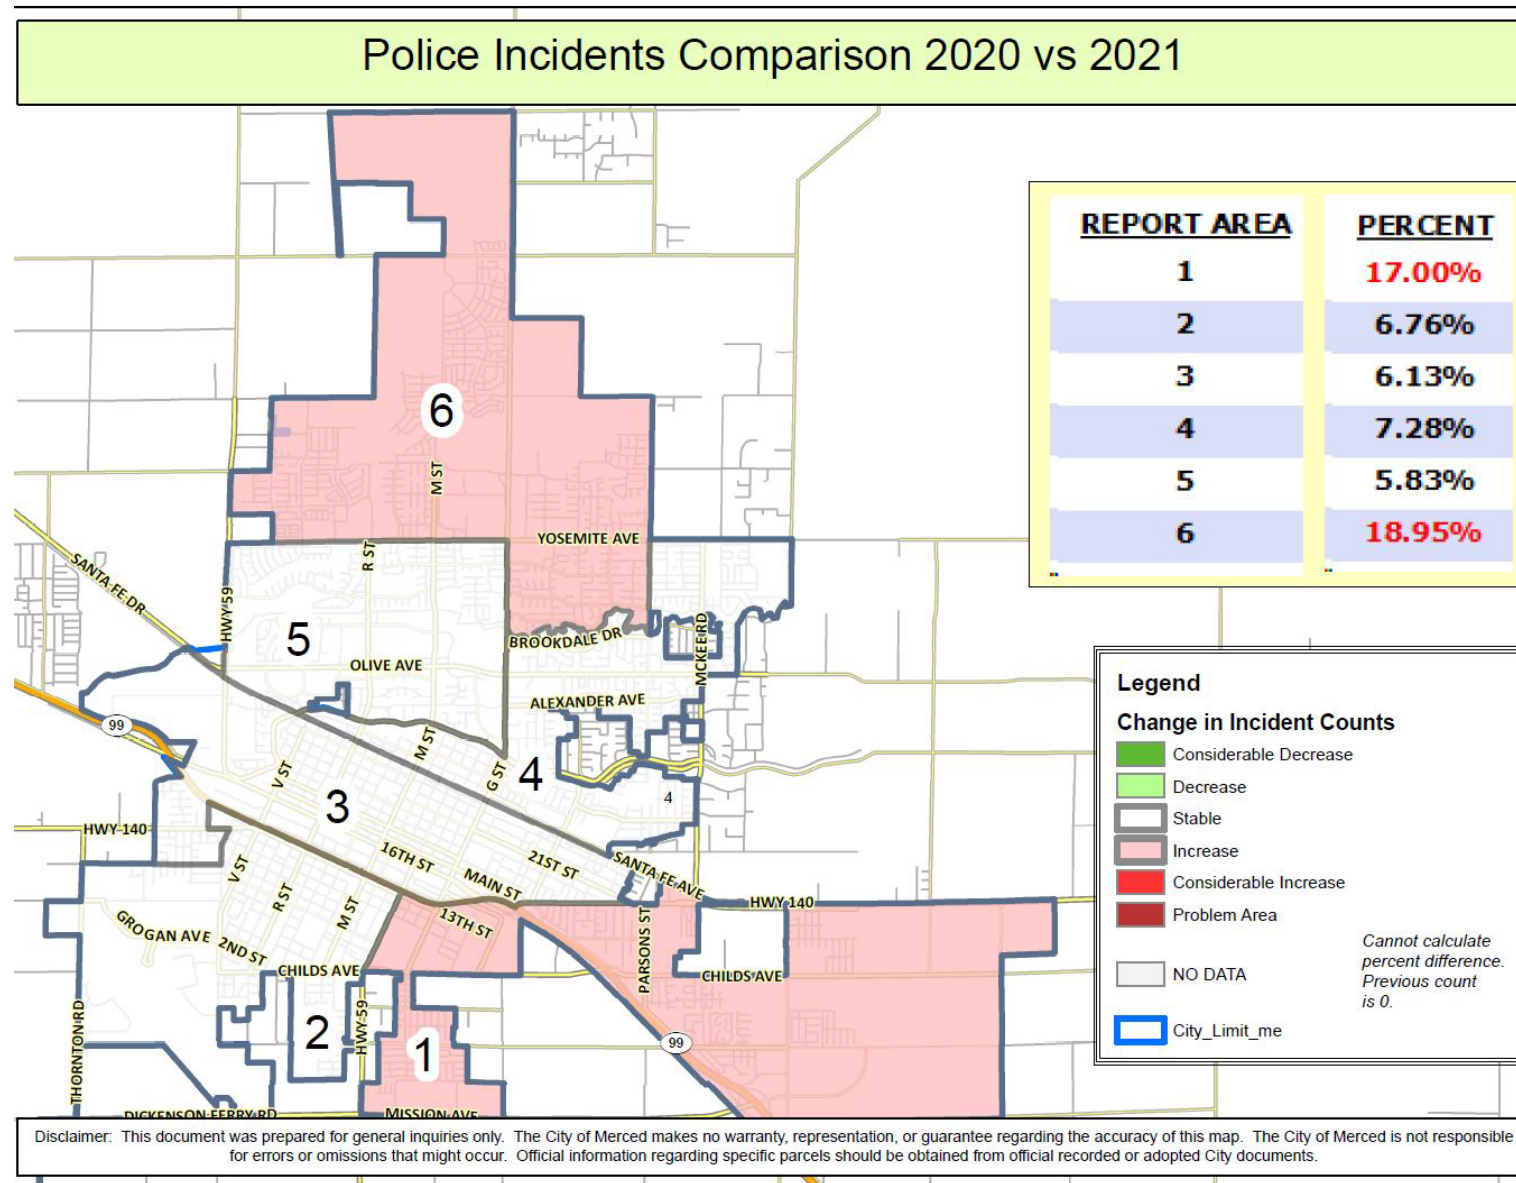 Police Incidents Comparison 2020 vs 2021
REPORT AREA PERCENT
1 17.00%
2 6.76%
3 6.13%
4 7.28%
5 5.83%
6 18.95%
6
M ST
YOSEMITE AVE
R ST
SANTA FE DR
HWY 59
5
BROOKDALE DR
MCKEE RD
OLIVE AVE
ALEXANDER AVE
99
M ST
V ST
G ST
4
4
3
HWY 140
16TH ST
21ST ST
SANTA FE AVE
V ST
R ST
M ST
MAIN ST
13TH ST
HWY 140
GROGAN AVE
2ND ST
PARSONS ST
CHILDS AVE
CHILDS AVE
THORNTON RD
2
HWY 59
1
99
DICKENSON FERRY RD
MISSION AVE
Legend
Change in Incident Counts
Considerable Decrease
Decrease
Stable
Increase
Considerable Increase
Problem Area
NO DATA
Cannot calculate
percent difference.
Previous count
is 0.
City_Limit_me
Disclaimer: This document was prepared for general inquiries only. The City of Merced makes no warranty, representation, or guarantee regarding the accuracy of this map. The City of Merced is not responsible
for errors or omissions that might occur. Official information regarding specific parcels should be obtained from official recorded or adopted City documents.